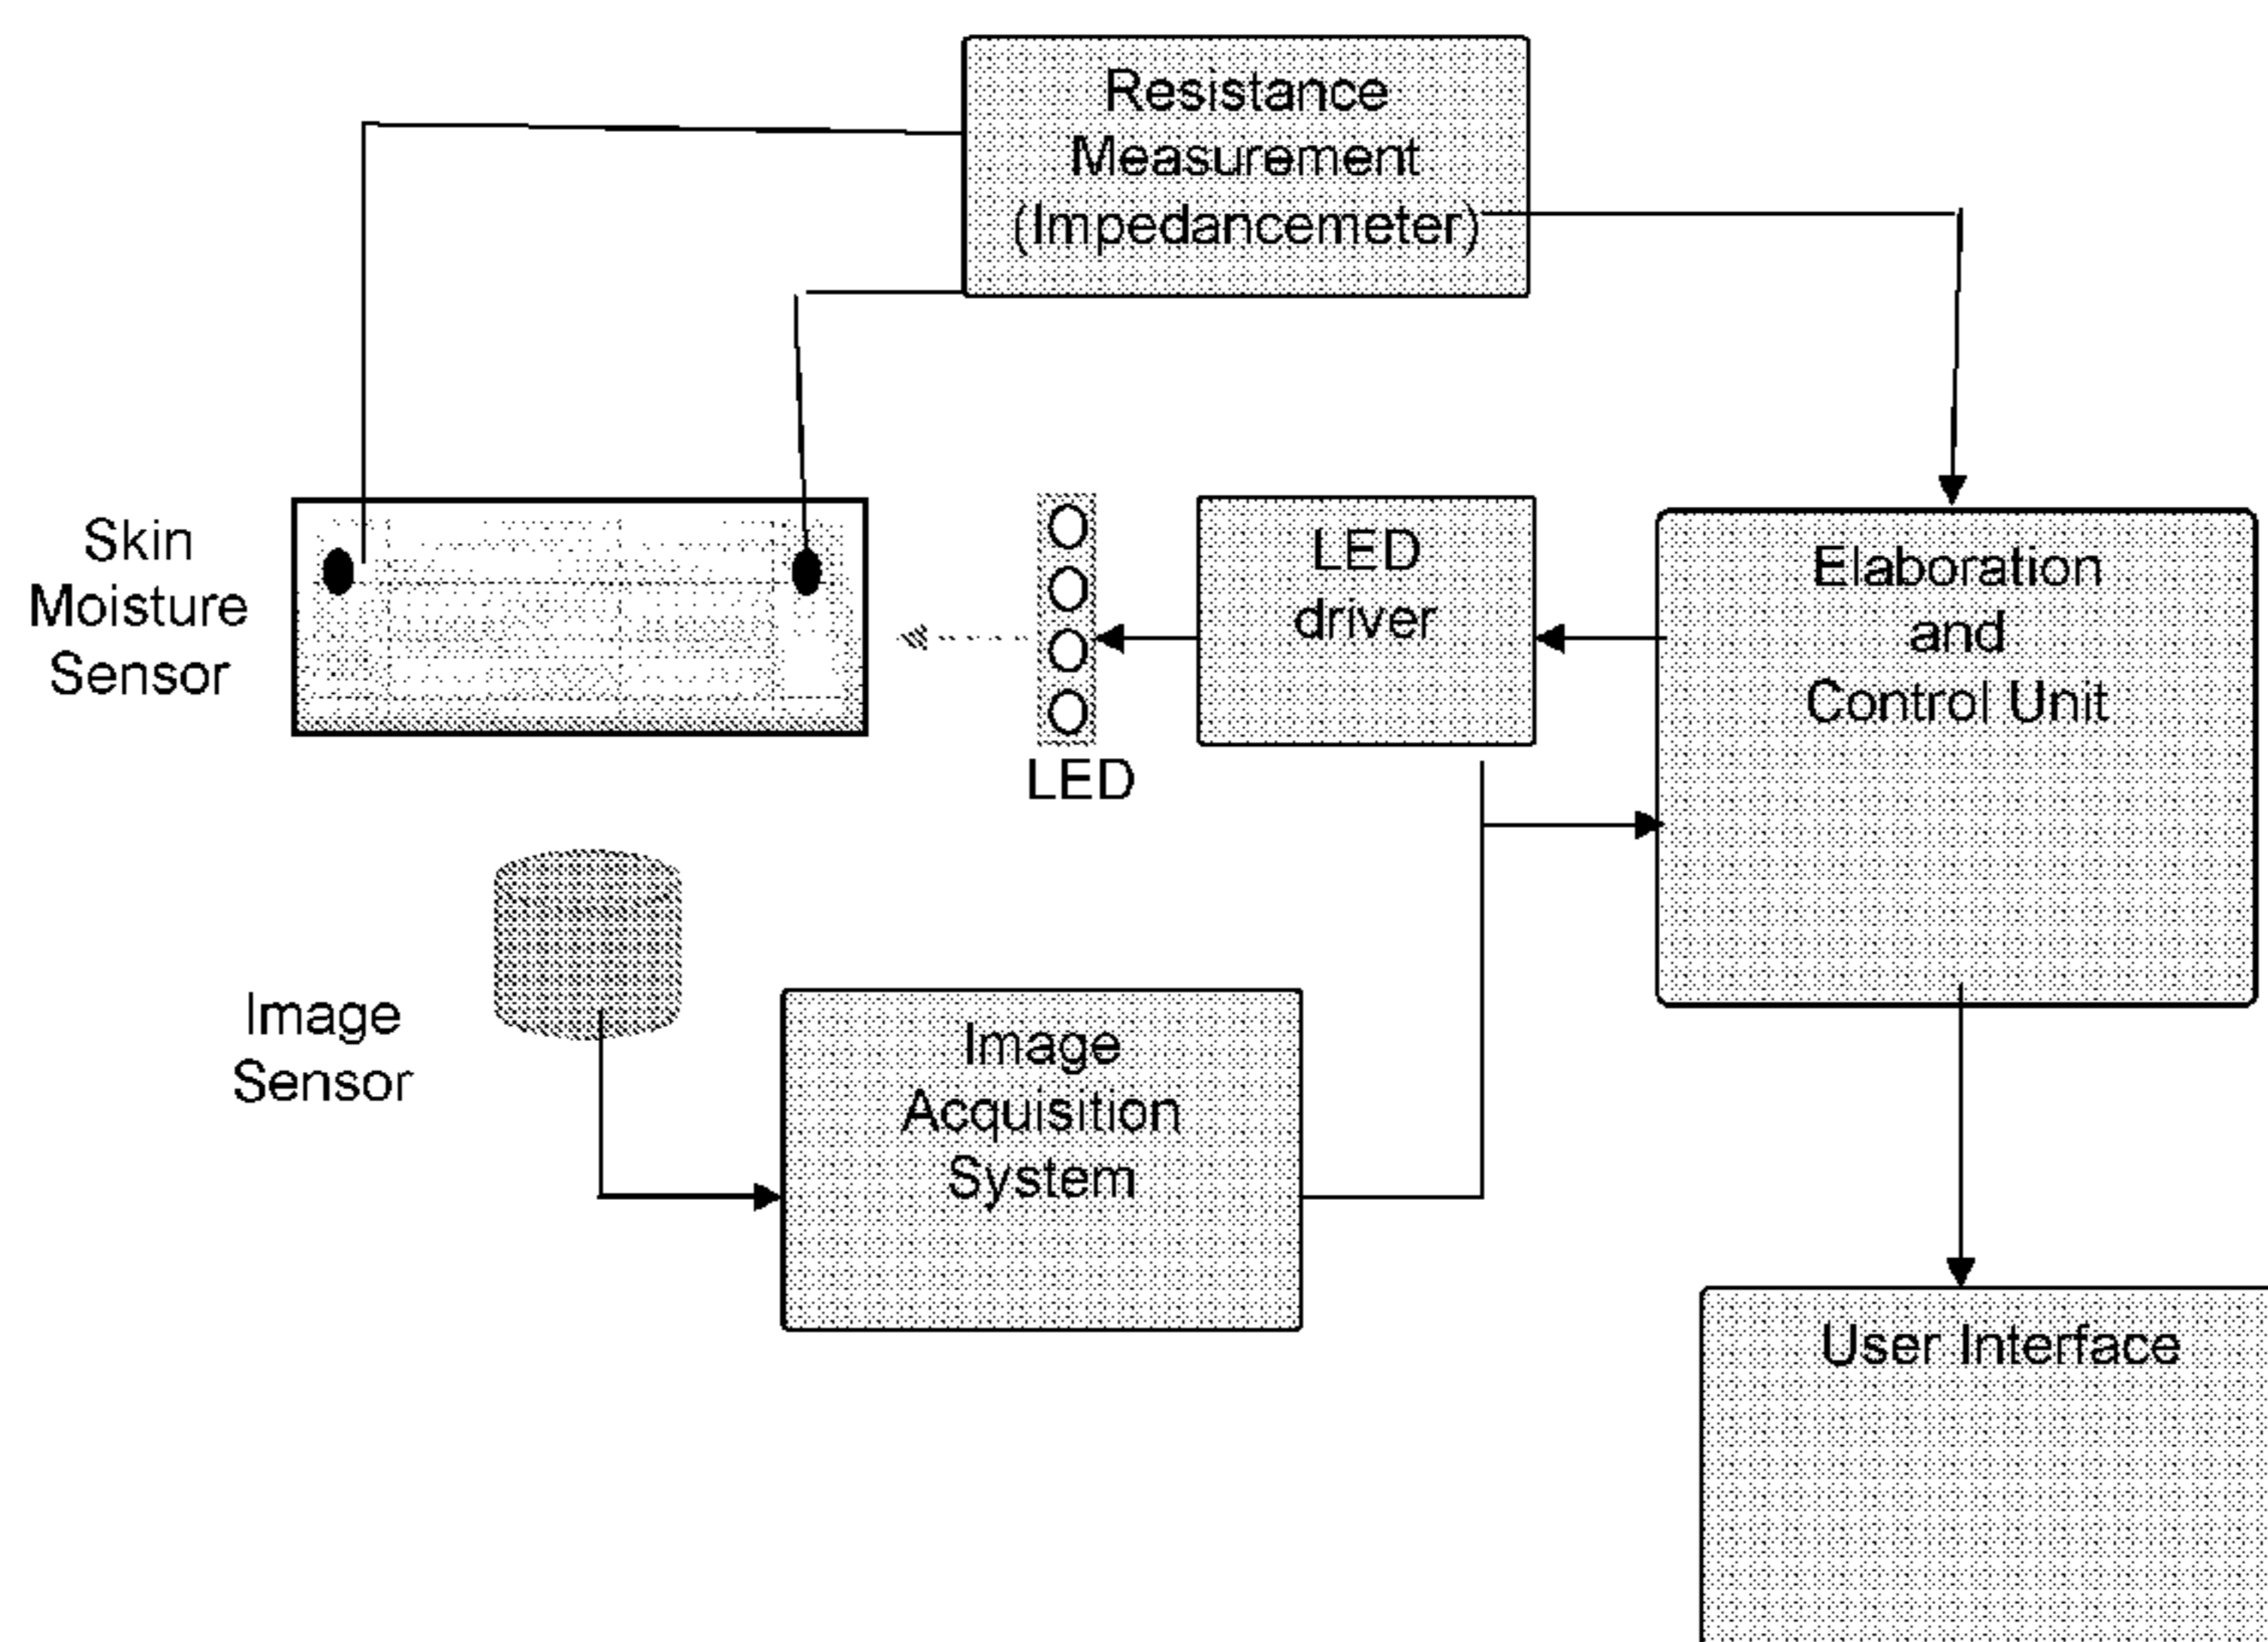 Resistance
Measurement
(Impedancemeter)
Skin
Moisture
Sensor
LED
driver
Elaboration
and
Control Unit
LED
Image
Sensor
Image
Acquisition
System
User Interface